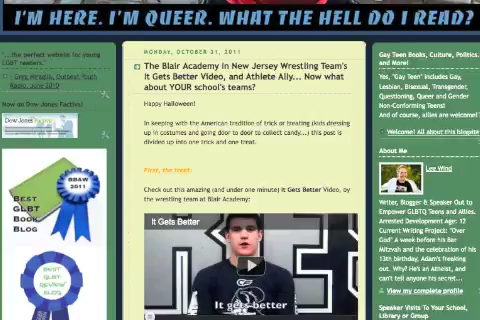 I'M HERE. I'M QUEER. WHAT THE HELL DO I READ?
"...the perfect website for young LGBT readers."
Greg Wiraglia, OutCast Youth Radio, June 2010
Now on Dow Jones Factiva!
Dow Jones
BBAW
2011
BEST
GLBT
BOOK
BLOG
BEST
GLBT
REVIEW
BLOG
MONDAY, OCTOBER 31, 2011
The Blair Academy in New Jersey Wrestling Team's
It Gets Better Video, and Athlete Ally... Now what
about YOUR school's teams?
Happy Halloween!
In keeping with the American tradition of trick or treating (kids dressing
up in costumes and going door to door to collect candy...) this post is
divided up into one trick and one treat.
First, the treat:
Check out this amazing (and under one minute) It Gets Better Video, by
the wrestling team at Blair Academy:
It Gets Better
It gets better
Gay Teen Books, Culture, Politics.
and More!
Yes, "Gay Teen" includes Gay,
Lesbian, Bisexual, Transgender,
Questioning, Queer and Gender
Non-Conforming Teens!
And of course, allies are welcome!
Welcome! All about this blogsite
About Me
Lee Wind
Writer, Blogger & Speaker Out to
Empower GLBTQ Teens and Allies.
Arrested Development Age: 12
Current Writing Project: "Over
God" A week before his Bar
Mitzvah and the celebration of
his 13th birthday, Adam's freaking
out. Why? He's an Atheist, and
can't tell anyone his secret...
View my complete profile
Speaker Visits To Your School,
Library or Group